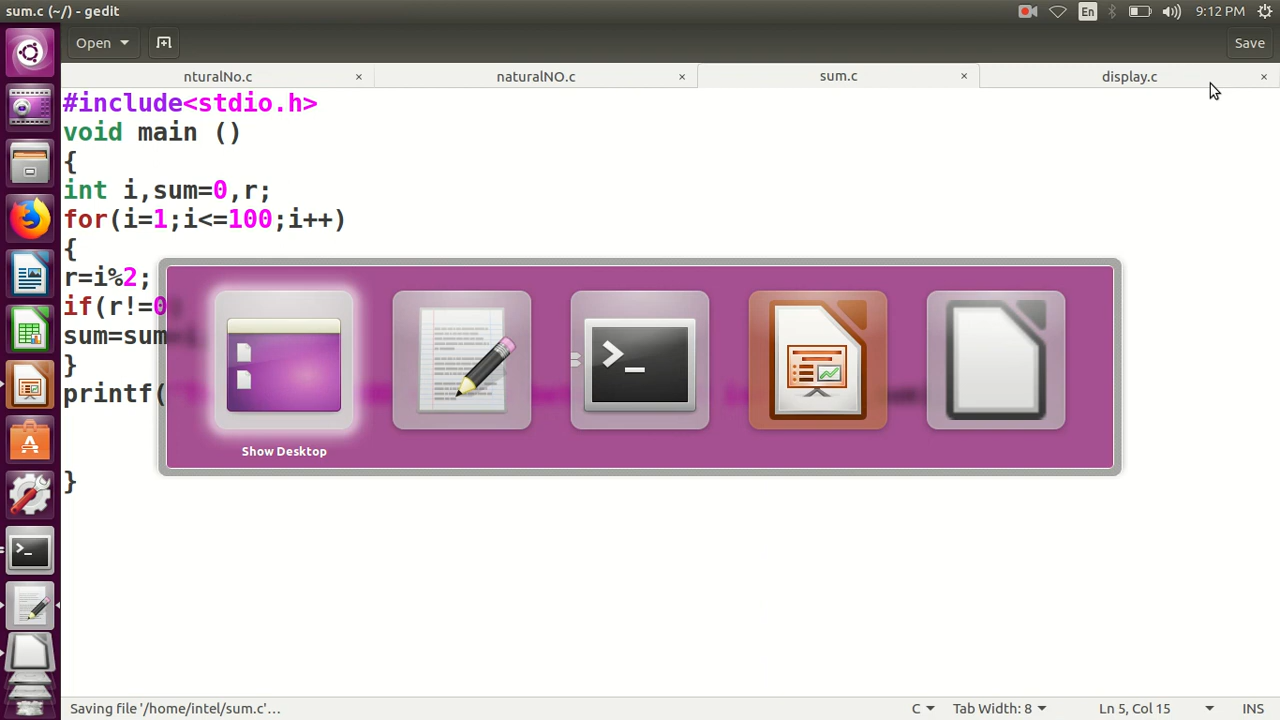 sum.c (~/) - gedit
En
9:12 PM
Open
Save
nturalNo.c ×
naturalNO.c ×
sum.c ×
display.c ×
#include<stdio.h>
void main ()
{
int i,sum=0,r;
for(i=1;i<=100;i++)
{
r=i%2;
if(r!=0
sum=sum
}
printf(
}
Show Desktop
Saving file '/home/intel/sum.c'…
C
Tab Width: 8
Ln 5, Col 15
INS